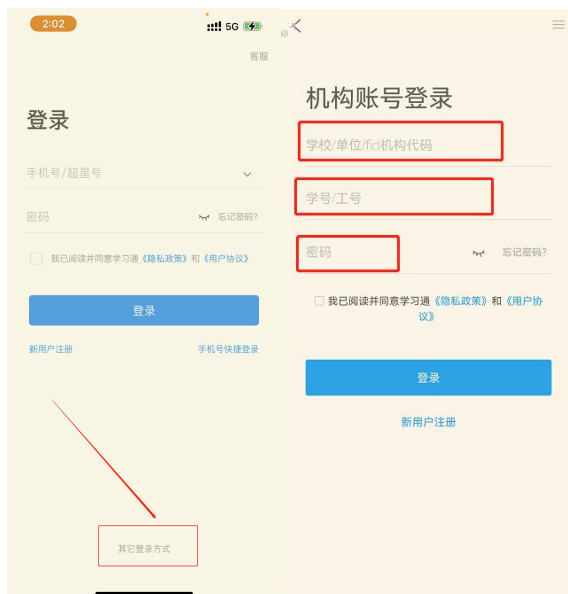 2:02
5G
客服
登录
手机号/超星号
密码
忘记密码?
我已阅读并同意学习通《隐私政策》和《用户协议》
登录
新用户注册
手机号快捷登录
其它登录方式
机构账号登录
学校/单位/fid机构代码
学号/工号
密码
忘记密码?
我已阅读并同意学习通《隐私政策》和《用户协
议》
登录
新用户注册